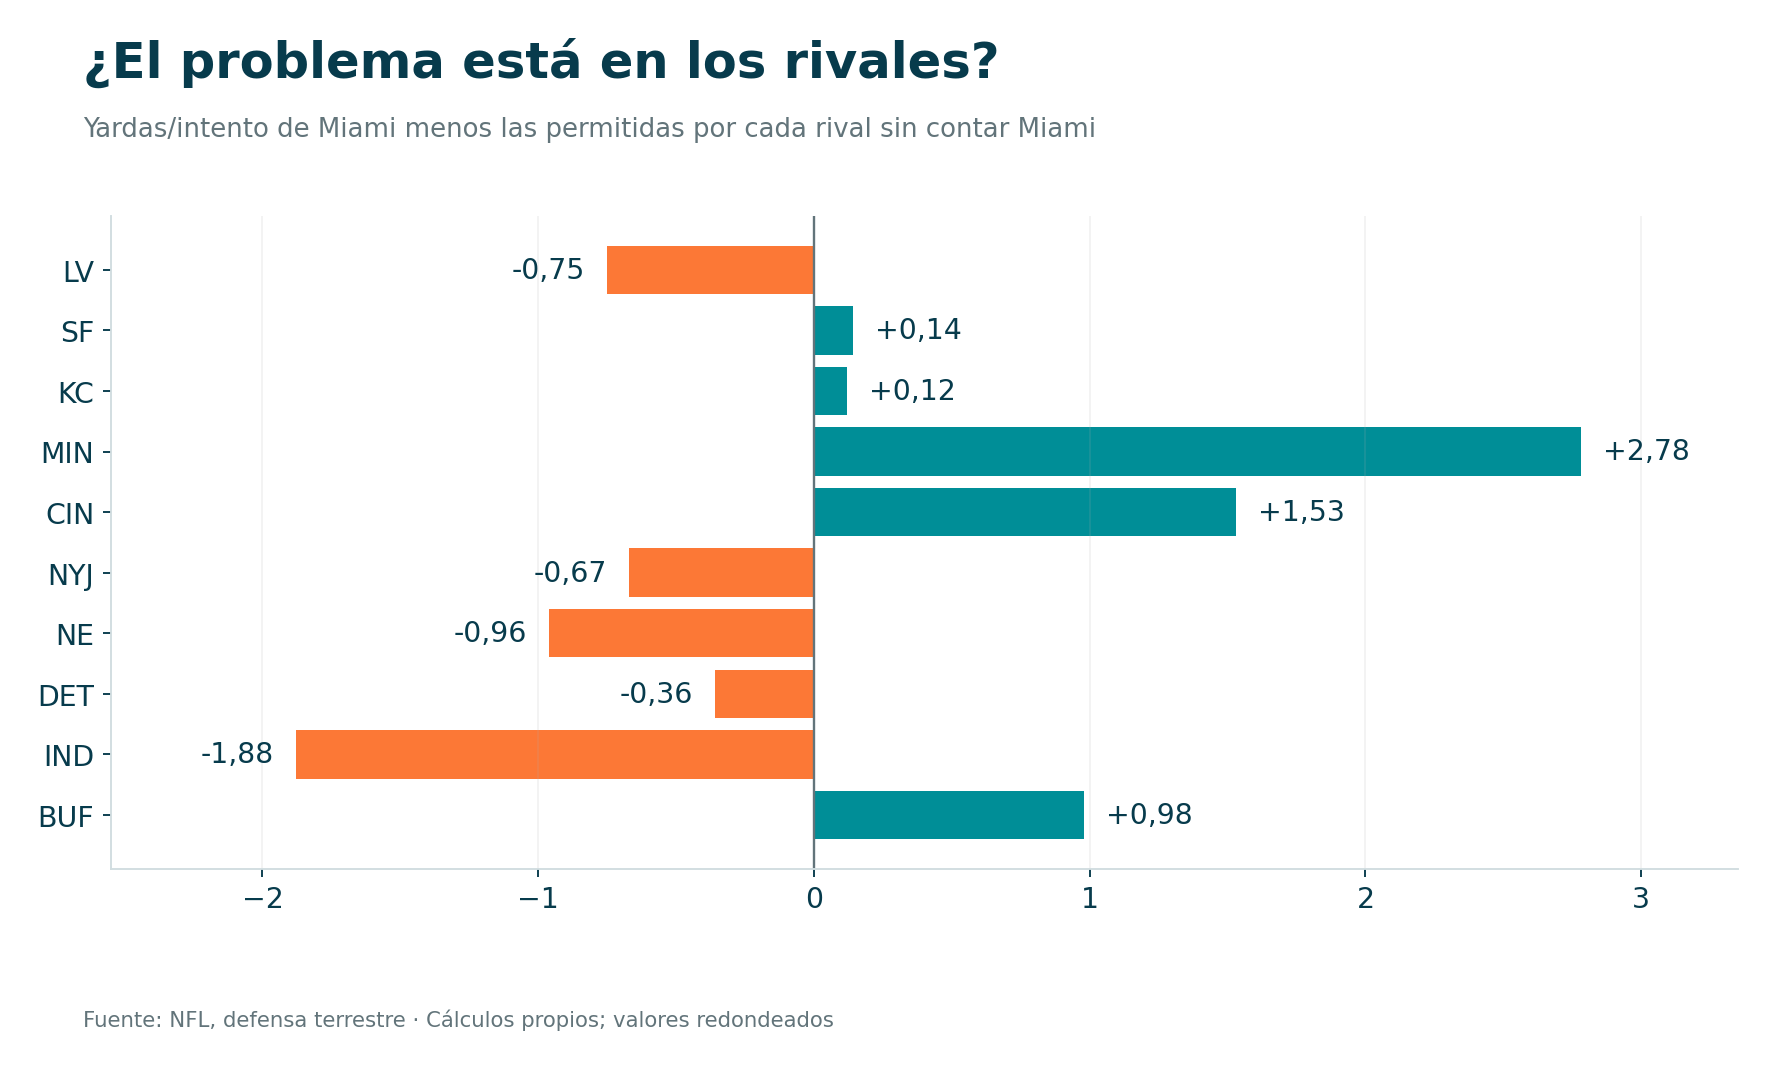 ¿El problema está en los rivales?
Yardas/intento de Miami menos las permitidas por cada rival sin contar Miami
LV -0,75
SF +0,14
KC +0,12
MIN +2,78
CIN +1,53
NYJ -0,67
NE -0,96
DET -0,36
IND -1,88
BUF +0,98
−2 −1 0 1 2 3
Fuente: NFL, defensa terrestre · Cálculos propios; valores redondeados